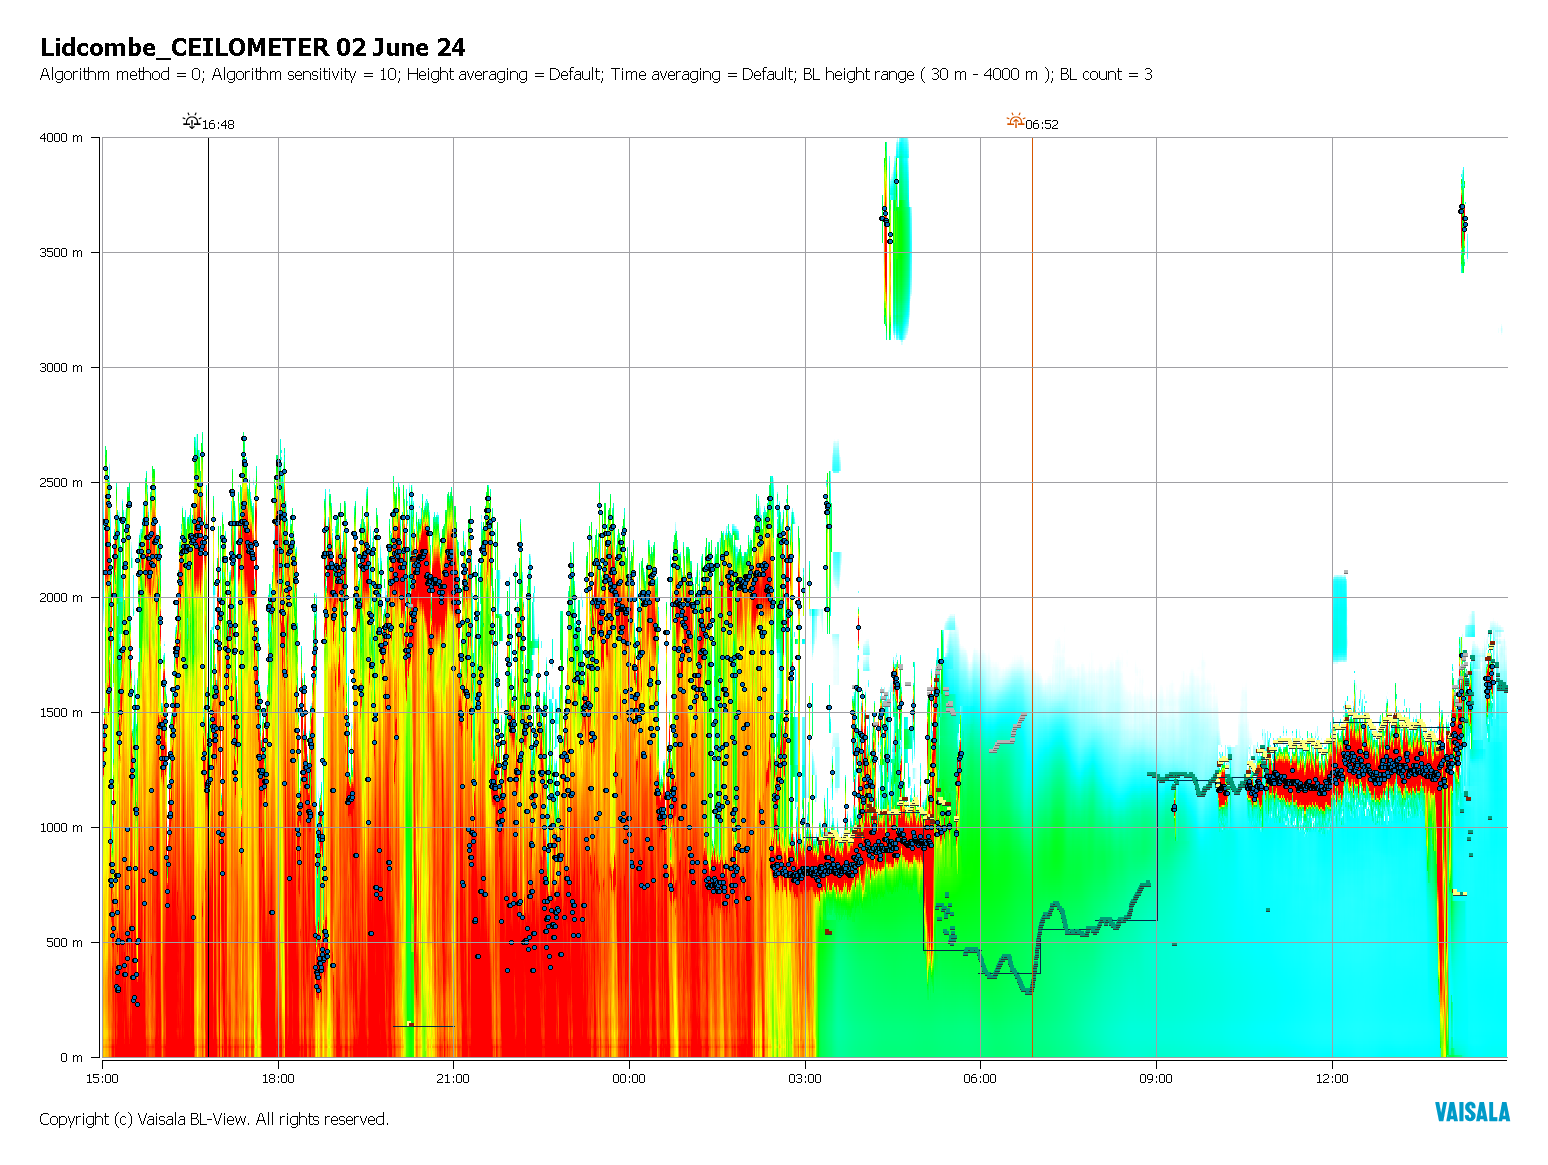 Lidcombe_CEILOMETER 02 June 24
Algorithm method = 0; Algorithm sensitivity = 10; Height averaging = Default; Time averaging = Default; BL height range ( 30 m - 4000 m ); BL count = 3
16:48 06:52
4000 m
3500 m
3000 m
2500 m
2000 m
1500 m
1000 m
500 m
0 m
15:00 18:00 21:00 00:00 03:00 06:00 09:00 12:00
Copyright (c) Vaisala BL-View. All rights reserved.
VAISALA